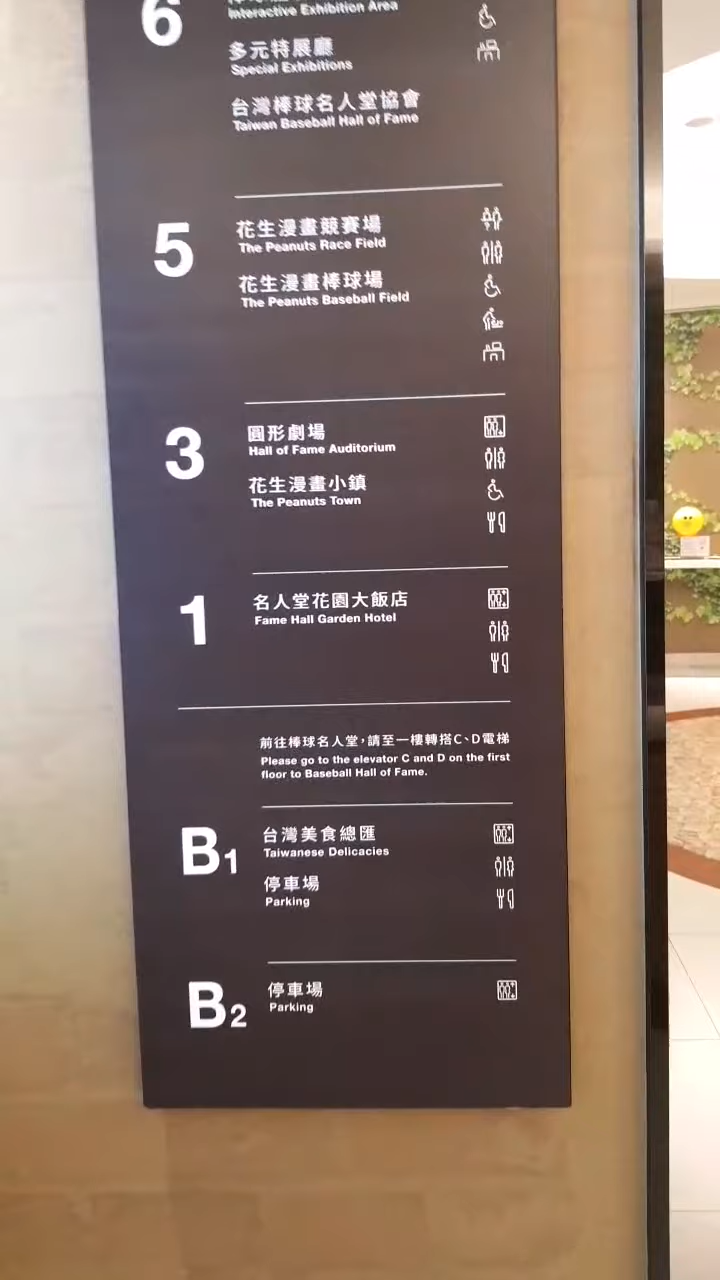 6
Interactive Exhibition Area
多元特展廳
Special Exhibitions
台灣棒球名人堂協會
Taiwan Baseball Hall of Fame
5
花生漫畫競賽場
The Peanuts Race Field
花生漫畫棒球場
The Peanuts Baseball Field
3
圓形劇場
Hall of Fame Auditorium
花生漫畫小鎮
The Peanuts Town
1
名人堂花園大飯店
Fame Hall Garden Hotel
前往棒球名人堂，請至一樓轉搭C、D電梯
Please go to the elevator C and D on the first
floor to Baseball Hall of Fame.
B1
台灣美食總匯
Taiwanese Delicacies
停車場
Parking
B2
停車場
Parking